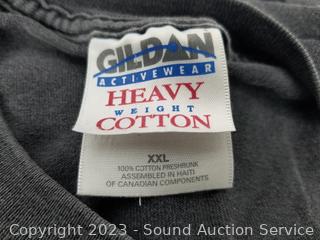 GILDAN
ACTIVEWEAR
HEAVY
WEIGHT
COTTON
XXL
100% COTTON PRESHRUNK
ASSEMBLED IN HAITI
OF CANADIAN COMPONENTS
Copyright 2023 - Sound Auction Service